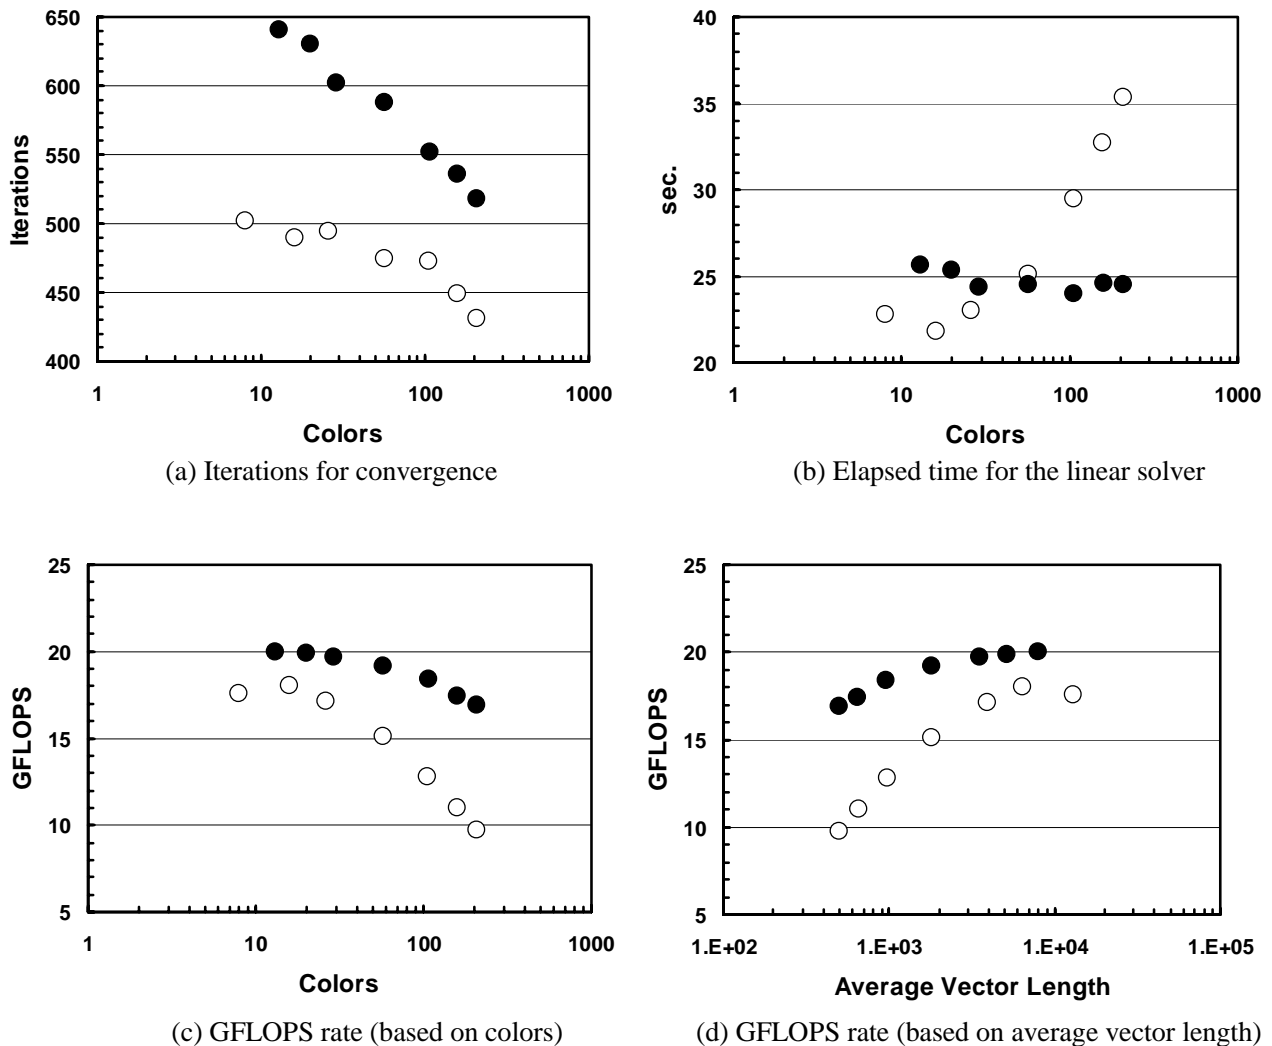 650
600
550
500
450
400
Iterations
1
10
100
1000
Colors
(a) Iterations for convergence
40
35
30
25
20
sec.
1
10
100
1000
Colors
(b) Elapsed time for the linear solver
25
20
15
10
5
GFLOPS
1
10
100
1000
Colors
(c) GFLOPS rate (based on colors)
25
20
15
10
5
GFLOPS
1.E+02
1.E+03
1.E+04
1.E+05
Average Vector Length
(d) GFLOPS rate (based on average vector length)